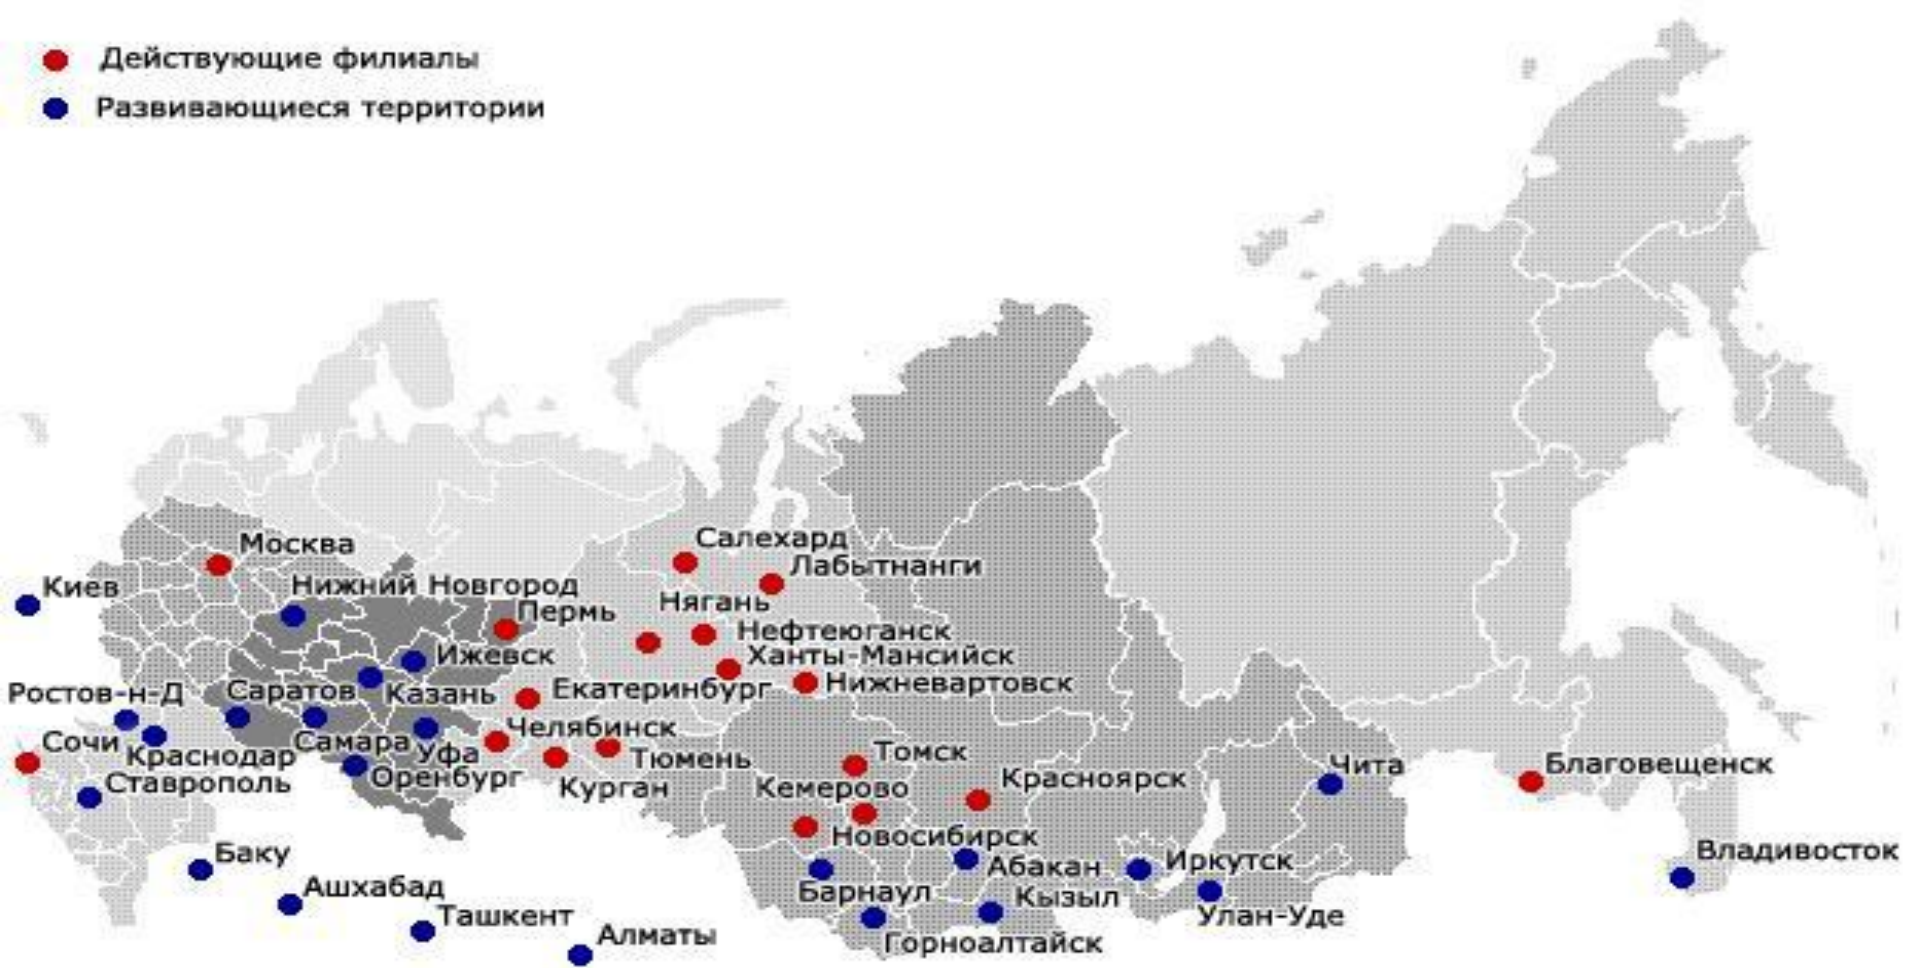 Действующие филиалы
Развивающиеся территории
Салехард
Москва
Лабытнанги
Киев
Нижний Новгород
Нягань
Пермь
Нефтеюганск
Ижевск
Ханты-Мансийск
Нижневартовск
Ростов-н-Д
Саратов
Казань
Екатеринбург
Челябинск
Сочи
Самара
Краснодар
Уфа
Тюмень
Томск
Чита
Благовещенск
Ставрополь
Оренбург
Курган
Кемерово
Красноярск
Новосибирск
Баку
Абакан
Иркутск
Владивосток
Ашхабад
Барнаул
Кызыл
Ташкент
Улан-Уде
Алматы
Горноалтайск